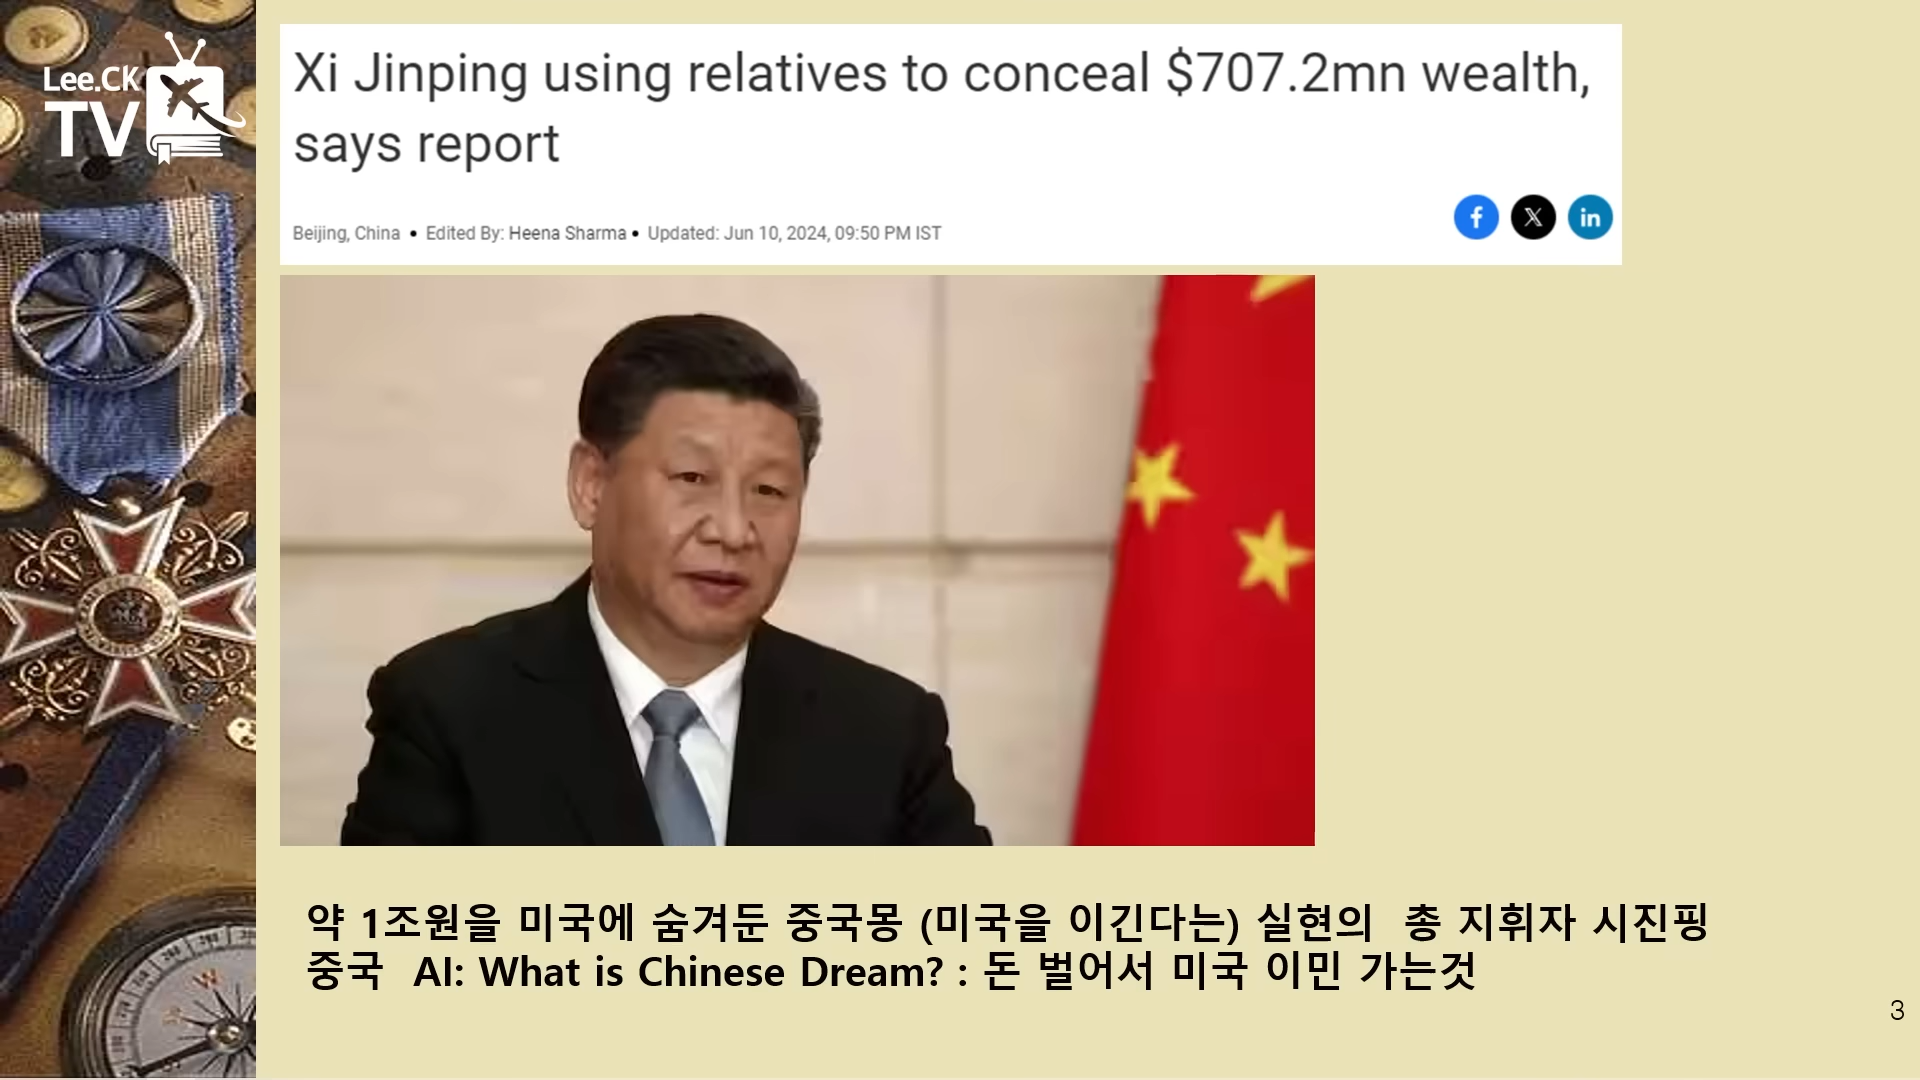 Lee.CK
TV
Xi Jinping using relatives to conceal $707.2mn wealth,
says report
Beijing, China • Edited By: Heena Sharma • Updated: Jun 10, 2024, 09:50 PM IST
약 1조원을 미국에 숨겨둔 중국몽 (미국을 이긴다는) 실현의 총 지휘자 시진핑
중국 AI: What is Chinese Dream? : 돈 벌어서 미국 이민 가는것
3